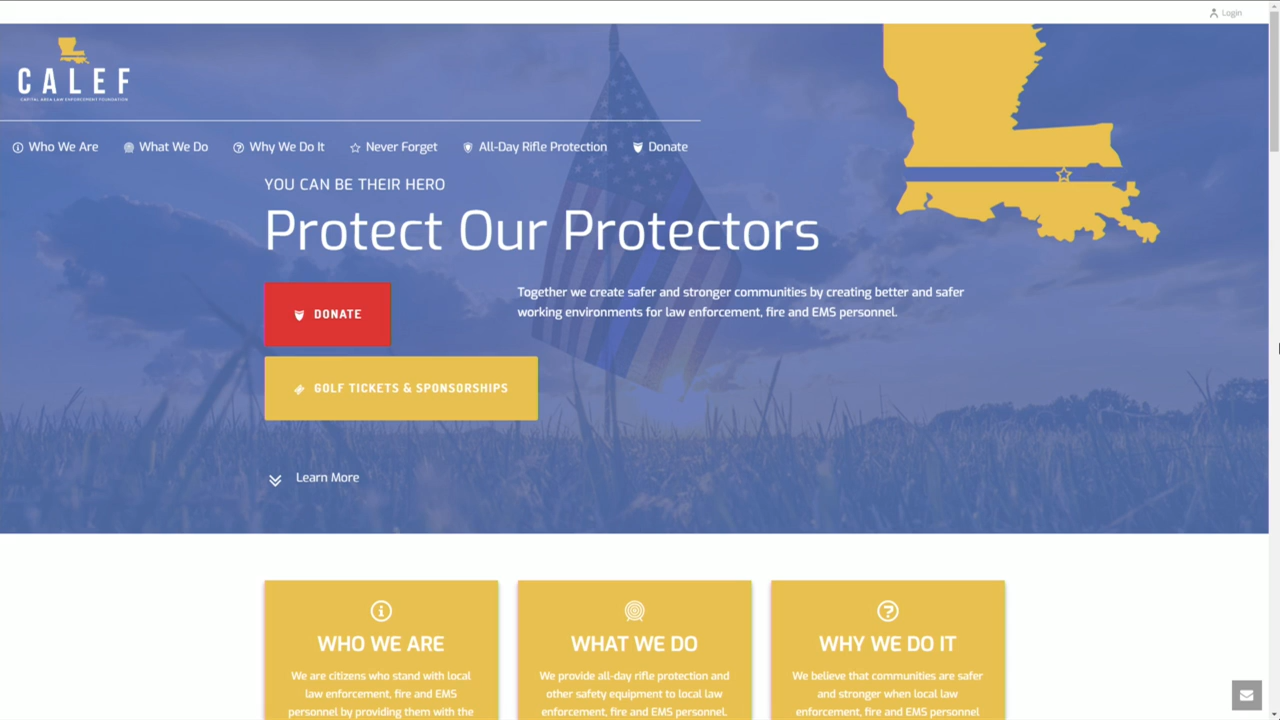 Login
CALEF
CAPITAL AREA LAW ENFORCEMENT FOUNDATION
Who We Are
What We Do
Why We Do It
Never Forget
All-Day Rifle Protection
Donate
YOU CAN BE THEIR HERO
Protect Our Protectors
DONATE
Together we create safer and stronger communities by creating better and safer
working environments for law enforcement, fire and EMS personnel.
GOLF TICKETS & SPONSORSHIPS
Learn More
WHO WE ARE
We are citizens who stand with local
law enforcement, fire and EMS
personnel by providing them with the
WHAT WE DO
We provide all-day rifle protection and
other safety equipment to local law
enforcement, fire and EMS personnel.
WHY WE DO IT
We believe that communities are safer
and stronger when local law
enforcement, fire and EMS personnel